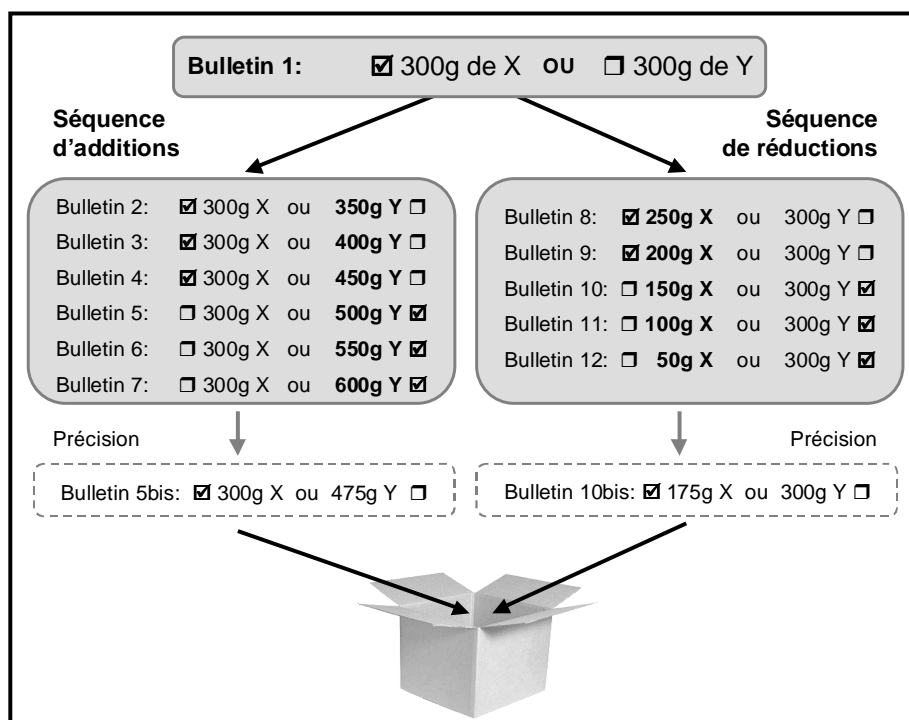 Bulletin 1: ☑ 300g de X OU ☐ 300g de Y
Séquence
d’additions
Bulletin 2: ☑ 300g X ou 350g Y ☐
Bulletin 3: ☑ 300g X ou 400g Y ☐
Bulletin 4: ☑ 300g X ou 450g Y ☐
Bulletin 5: ☐ 300g X ou 500g Y ☑
Bulletin 6: ☐ 300g X ou 550g Y ☑
Bulletin 7: ☐ 300g X ou 600g Y ☑
Précision
Bulletin 5bis: ☑ 300g X ou 475g Y ☐
Séquence
de réductions
Bulletin 8: ☑ 250g X ou 300g Y ☐
Bulletin 9: ☑ 200g X ou 300g Y ☐
Bulletin 10: ☐ 150g X ou 300g Y ☑
Bulletin 11: ☐ 100g X ou 300g Y ☑
Bulletin 12: ☐ 50g X ou 300g Y ☑
Précision
Bulletin 10bis: ☑ 175g X ou 300g Y ☐